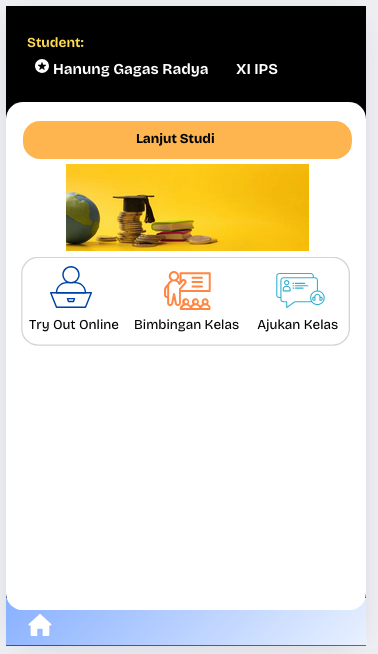 Student:
Hanung Gagas Radya XI IPS
Lanjut Studi
Try Out Online Bimbingan Kelas Ajukan Kelas